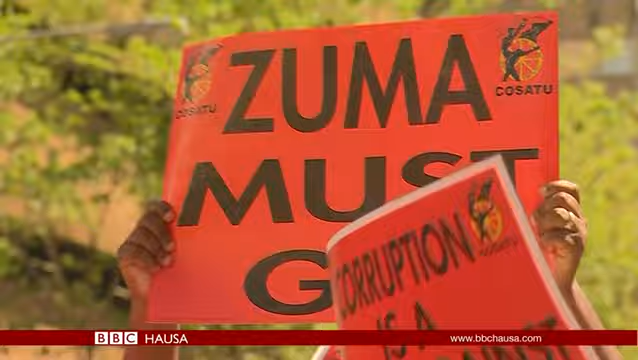 COSATU
COSATU
ZUMA
MUST
CORRUPTION
IS A
BBC HAUSA
www.bbchausa.com